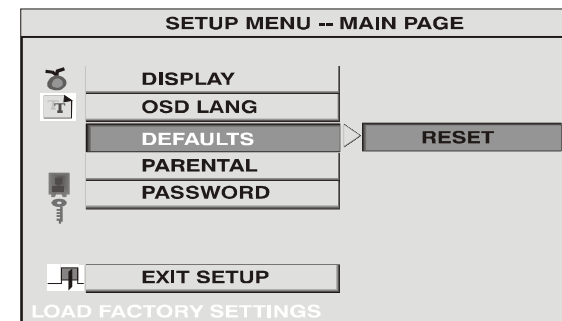 SETUP MENU -- MAIN PAGE
DISPLAY
T OSD LANG
DEFAULTS RESET
PARENTAL
PASSWORD
EXIT SETUP
LOAD FACTORY SETTINGS